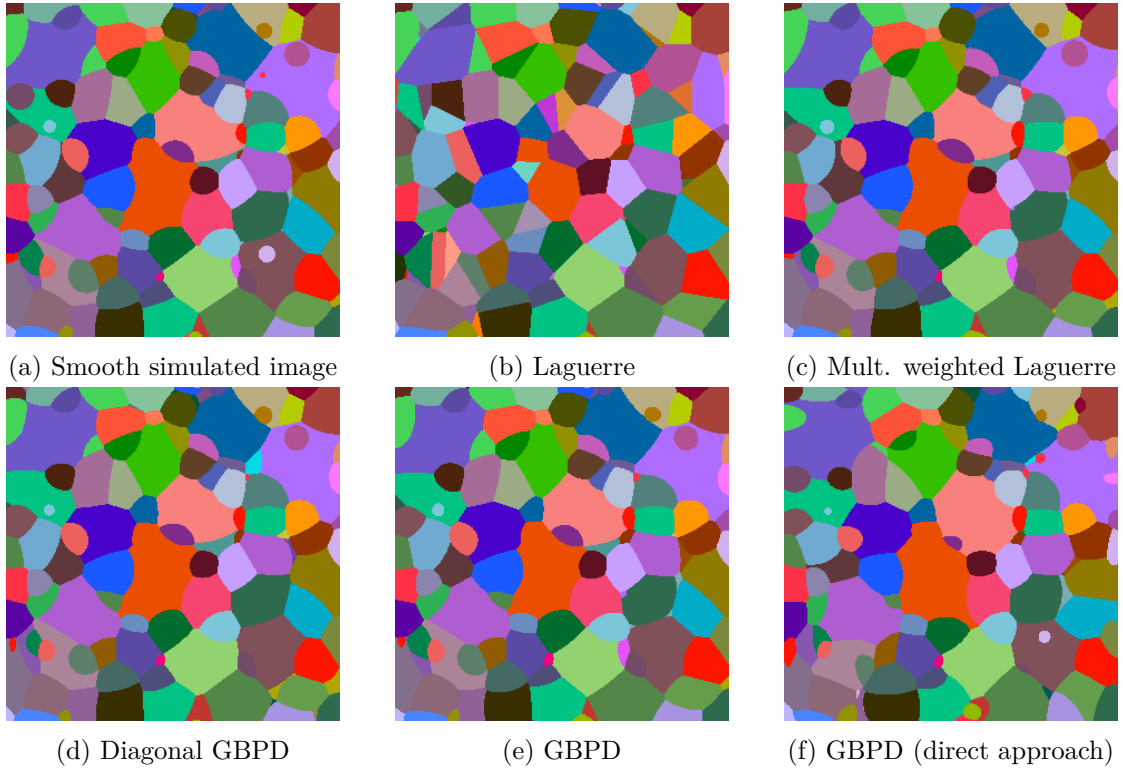 (a) Smooth simulated image
(b) Laguerre
(c) Mult. weighted Laguerre
(d) Diagonal GBPD
(e) GBPD
(f) GBPD (direct approach)